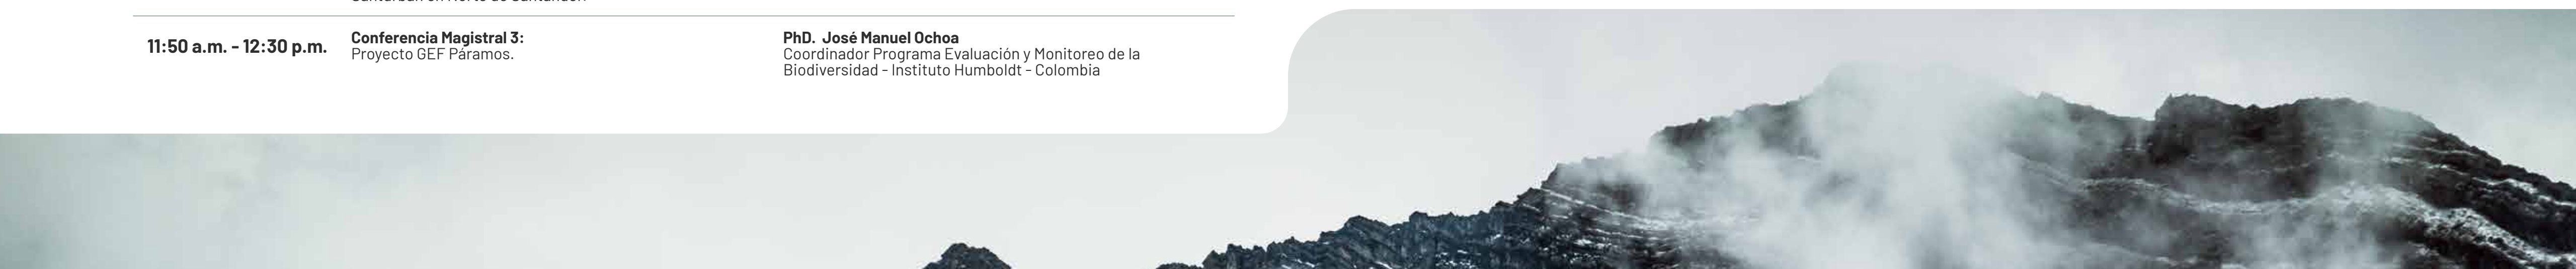 11:50 a.m. - 12:30 p.m.
Conferencia Magistral 3:
Proyecto GEF Páramos.
PhD.  José Manuel Ochoa
Coordinador Programa Evaluación y Monitoreo de la
Biodiversidad - Instituto Humboldt - Colombia